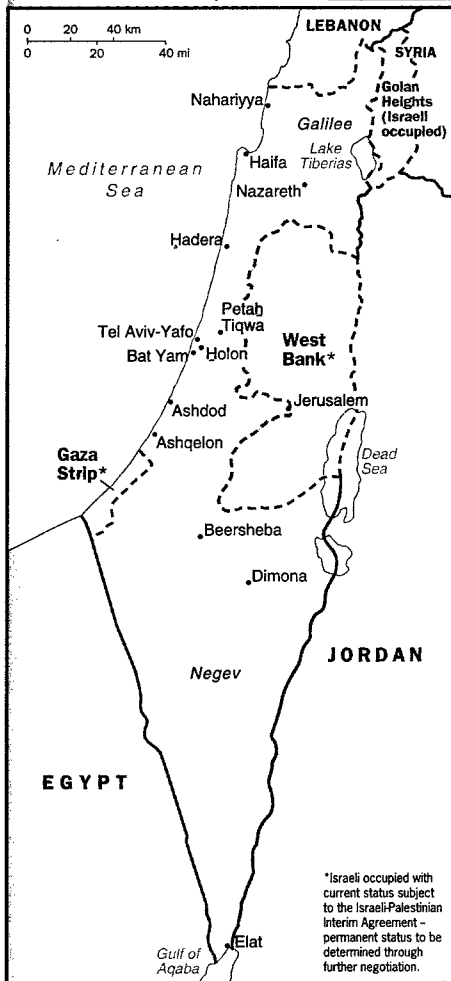 LEBANON
0 20 40 km
0 20 40 mi
SYRIA
Golan
Heights
(Israeli
occupied)
Nahariyya
Galilee
Lake
Tiberias
Haifa
Mediterranean
Sea
Nazareth
Hadera
Petah
Tiqwa
Tel Aviv-Yafo
West
Bank*
Bat Yam
Holon
Jerusalem
Ashdod
Ashqelon
Gaza
Strip*
Dead
Sea
Beersheba
Dimona
JORDAN
Negev
EGYPT
*Israeli occupied with
current status subject
to the Israeli-Palestinian
Interim Agreement –
permanent status to be
determined through
further negotiation.
Elat
Gulf of
Aqaba